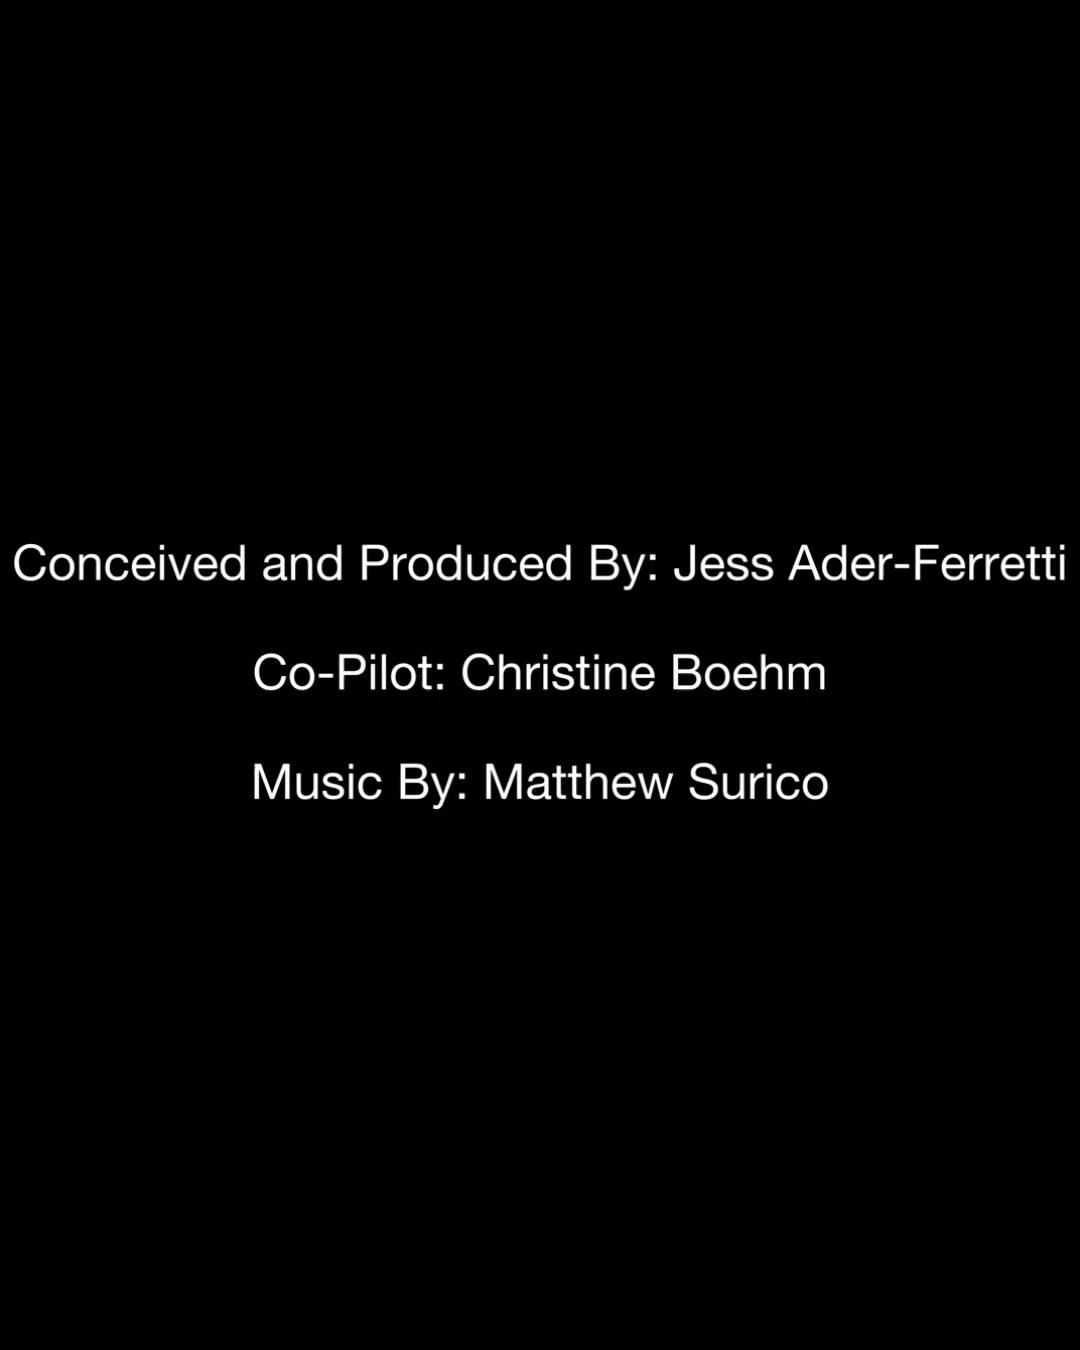 Conceived and Produced By: Jess Ader-Ferretti
Co-Pilot: Christine Boehm
Music By: Matthew Surico